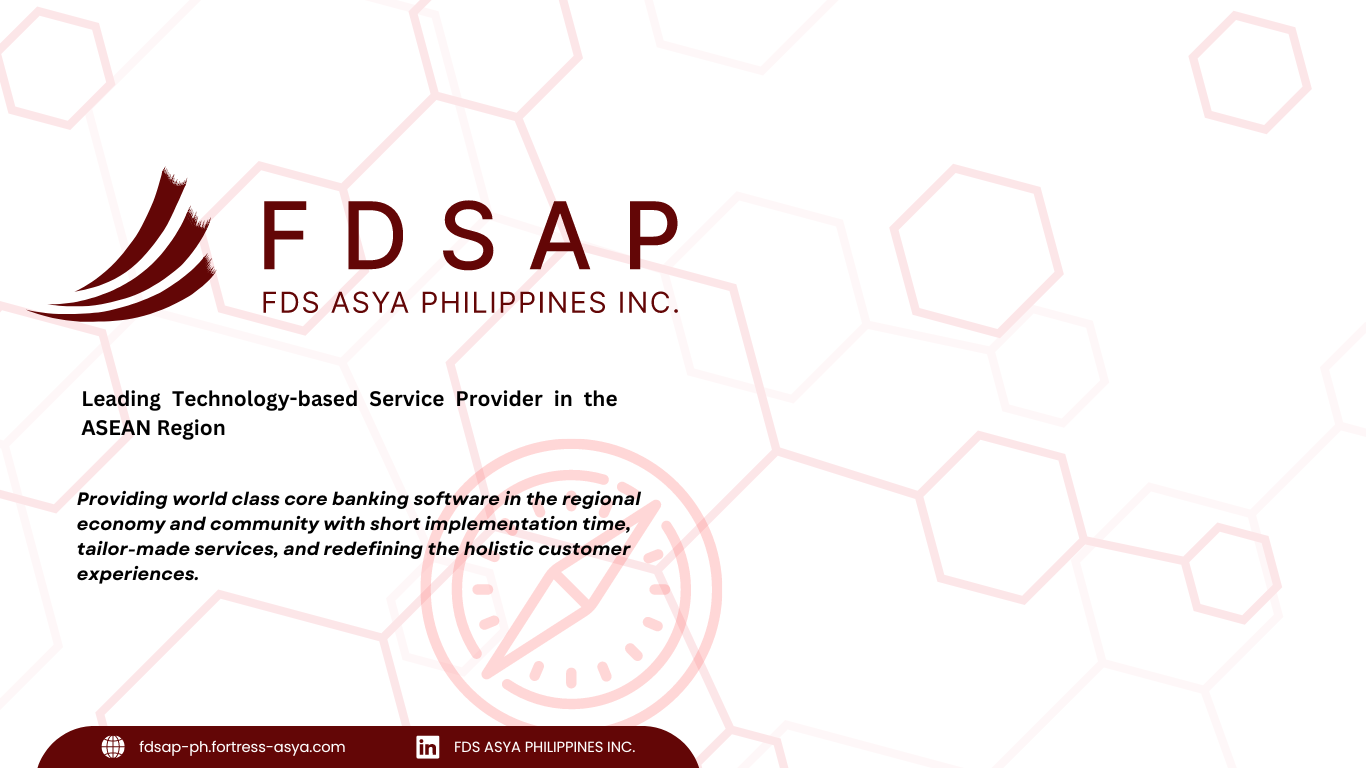 FDSAP
FDS ASYA PHILIPPINES INC.
Leading Technology-based Service Provider in the
ASEAN Region
Providing world class core banking software in the regional
economy and community with short implementation time,
tailor-made services, and redefining the holistic customer
experiences.
fdsap-ph.fortress-asya.com
in
FDS ASYA PHILIPPINES INC.